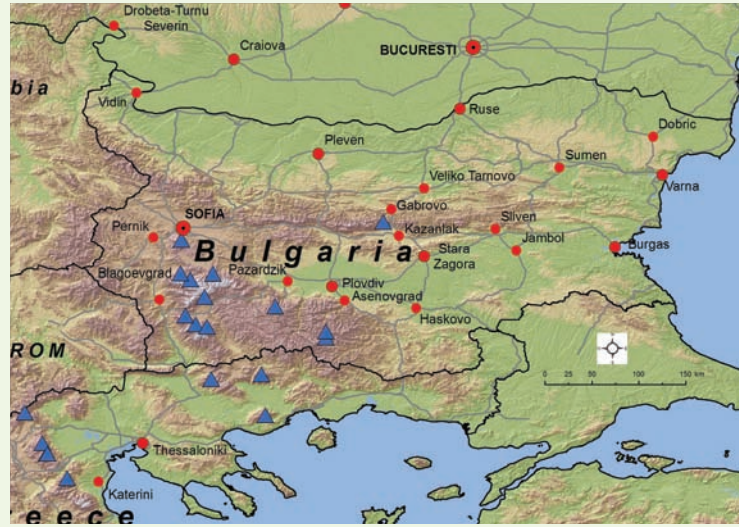 Drobeta-Turnu
Severin
Craiova
BUCURESTI
bia
Vidin
Ruse
Dobric
Pleven
Sumen
Veliko Tarnovo
Varna
Gabrovo
SOFIA
Pernik
Kazanlak
Sliven
Bulgaria
Stara
Zagora
Jambol
Burgas
Blagoevgrad
Pazardzik
Plovdiv
Asenovgrad
Haskovo
ROM
0 25 50 100 150 km
Thessaloniki
Katerini
eece